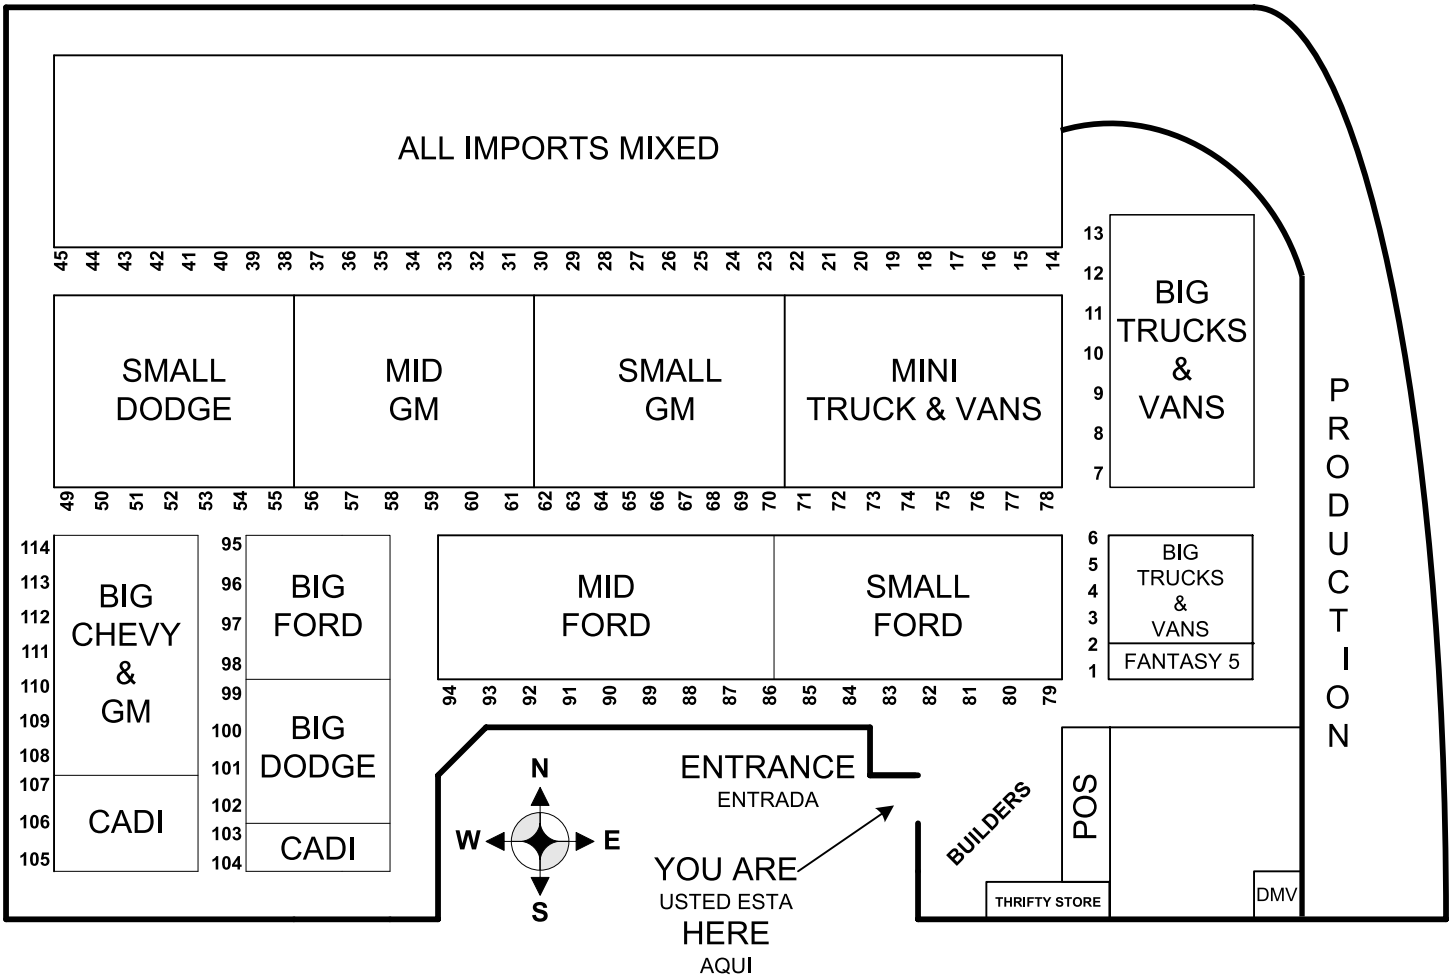 ALL IMPORTS MIXED
45 44 43 42 41 40 39 38 37 36 35 34 33 32 31 30 29 28 27 26 25 24 23 22 21 20 19 18 17 16 15 14
13
12
11
10
9
8
7
BIG
TRUCKS
&
VANS
SMALL
DODGE
MID
GM
SMALL
GM
MINI
TRUCK & VANS
49 50 51 52 53 54 55 56 57 58 59 60 61 62 63 64 65 66 67 68 69 70 71 72 73 74 75 76 77 78
PRODUCTION
114
113
112
111
110
109
108
107
106
105
BIG
CHEVY
&
GM
CADI
95
96
97
98
99
100
101
102
103
104
BIG
FORD
BIG
DODGE
CADI
MID
FORD
SMALL
FORD
94 93 92 91 90 89 88 87 86 85 84 83 82 81 80 79
6
5
4
3
2
1
BIG
TRUCKS
&
VANS
FANTASY 5
N
W E
S
ENTRANCE
ENTRADA
YOU ARE
USTED ESTA
HERE
AQUI
BUILDERS
POS
THRIFTY STORE
DMV